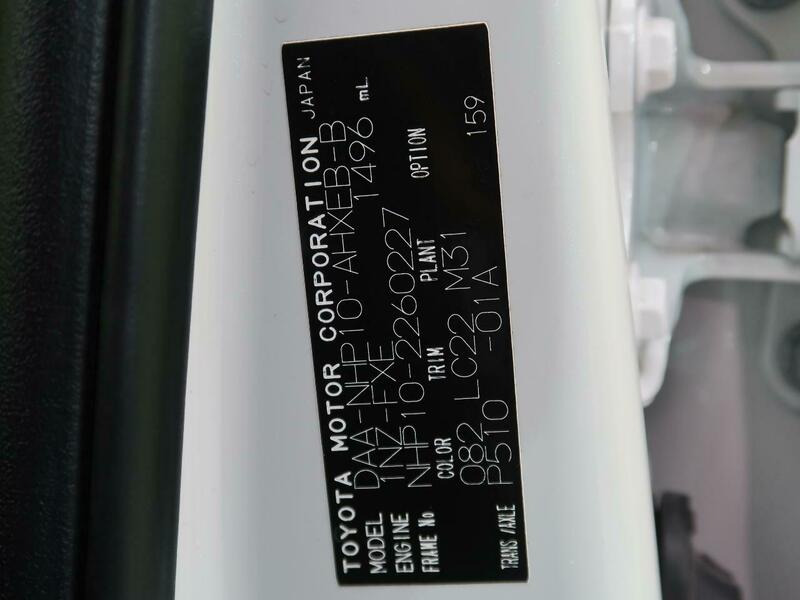 TOYOTA MOTOR CORPORATION JAPAN
MODEL DAA-NHP10-AHXEB-B
ENGINE 1NZ-FXE 1496 mL
FRAME No. NHP10-2260227
COLOR TRIM PLANT OPTION
082 LC22 M31
TRANS/AXLE P510 -01A 159